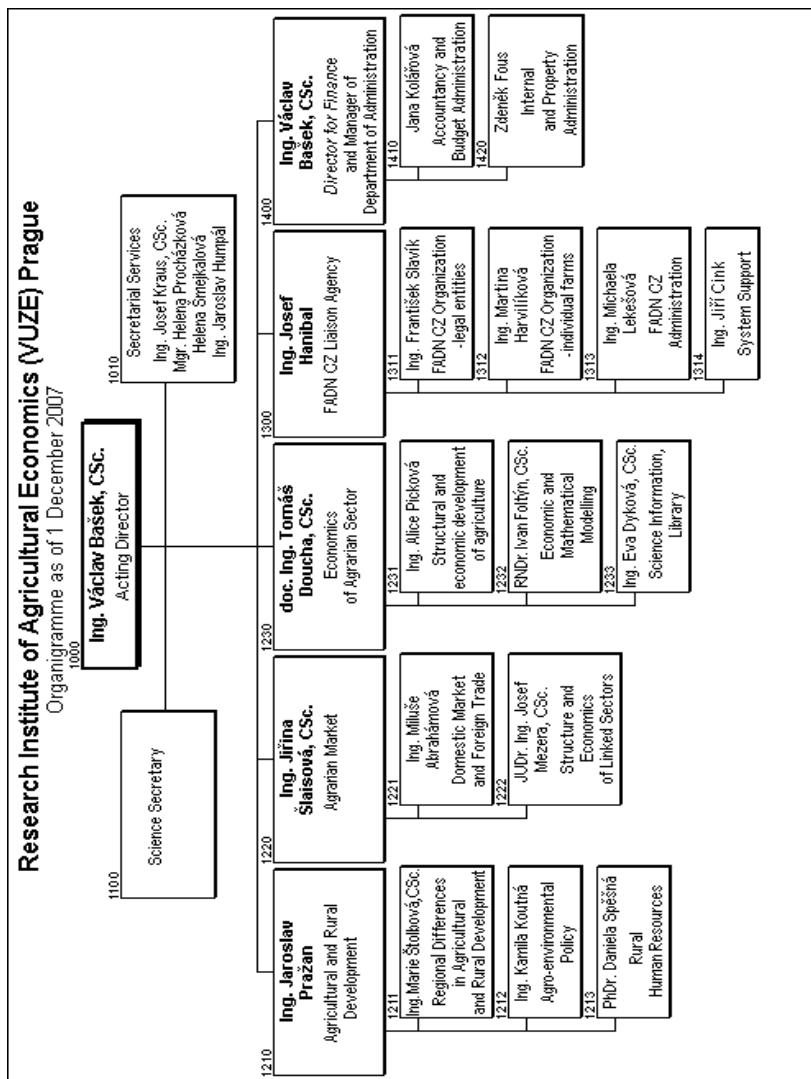 Research Institute of Agricultural Economics (VUZE) Prague
Organigramme as of 1 December 2007
1000
Ing. Václav Bašek, CSc.
Acting Director
1100
Science Secretary
1010
Secretarial Services
Ing. Josef Kraus, CSc.
Mgr. Helena Procházková
Helena Šmejkalová
Ing. Jaroslav Humpál
1210
Ing. Jaroslav
Pražan
Agricultural and Rural
Development
1211
Ing.Marie Štolbová,CSc.
Regional Differences
in Agricultural
and Rural Development
1212
Ing. Kamila Koutná
Agro-environmental
Policy
1213
PhDr. Daniela Spěšná
Rural
Human Resources
1220
Ing. Jiřina
Šlaisová, CSc.
Agrarian Market
1221
Ing. Miluše
Abrahámová
Domestic Market
and Foreign Trade
1222
JUDr. Ing. Josef
Mezera, CSc.
Structure and
Economics
of Linked Sectors
1230
doc. Ing. Tomáš
Doucha, CSc.
Economics
of Agrarian Sector
1231
Ing. Alice Picková
Structural and
economic development
of agriculture
1232
RNDr. Ivan Foltýn, CSc.
Economic and
Mathematical
Modelling
1233
Ing. Eva Dyková, CSc.
Science Information,
Library
1300
Ing. Josef
Hanibal
FADN CZ Liaison Agency
1311
Ing. František Slavík
FADN CZ Organization
-legal entities
1312
Ing. Martina
Harvilíková
FADN CZ Organization
-individual farms
1313
Ing. Michaela
Lekešová
FADN CZ
Administration
1314
Ing. Jiří Cink
System Support
1400
Ing. Václav
Bašek, CSc.
Director for Finance
and Manager of
Department of Administration
1410
Jana Kolářová
Accountancy and
Budget Administration
1420
Zdeněk Fous
Internal
and Property
Administration